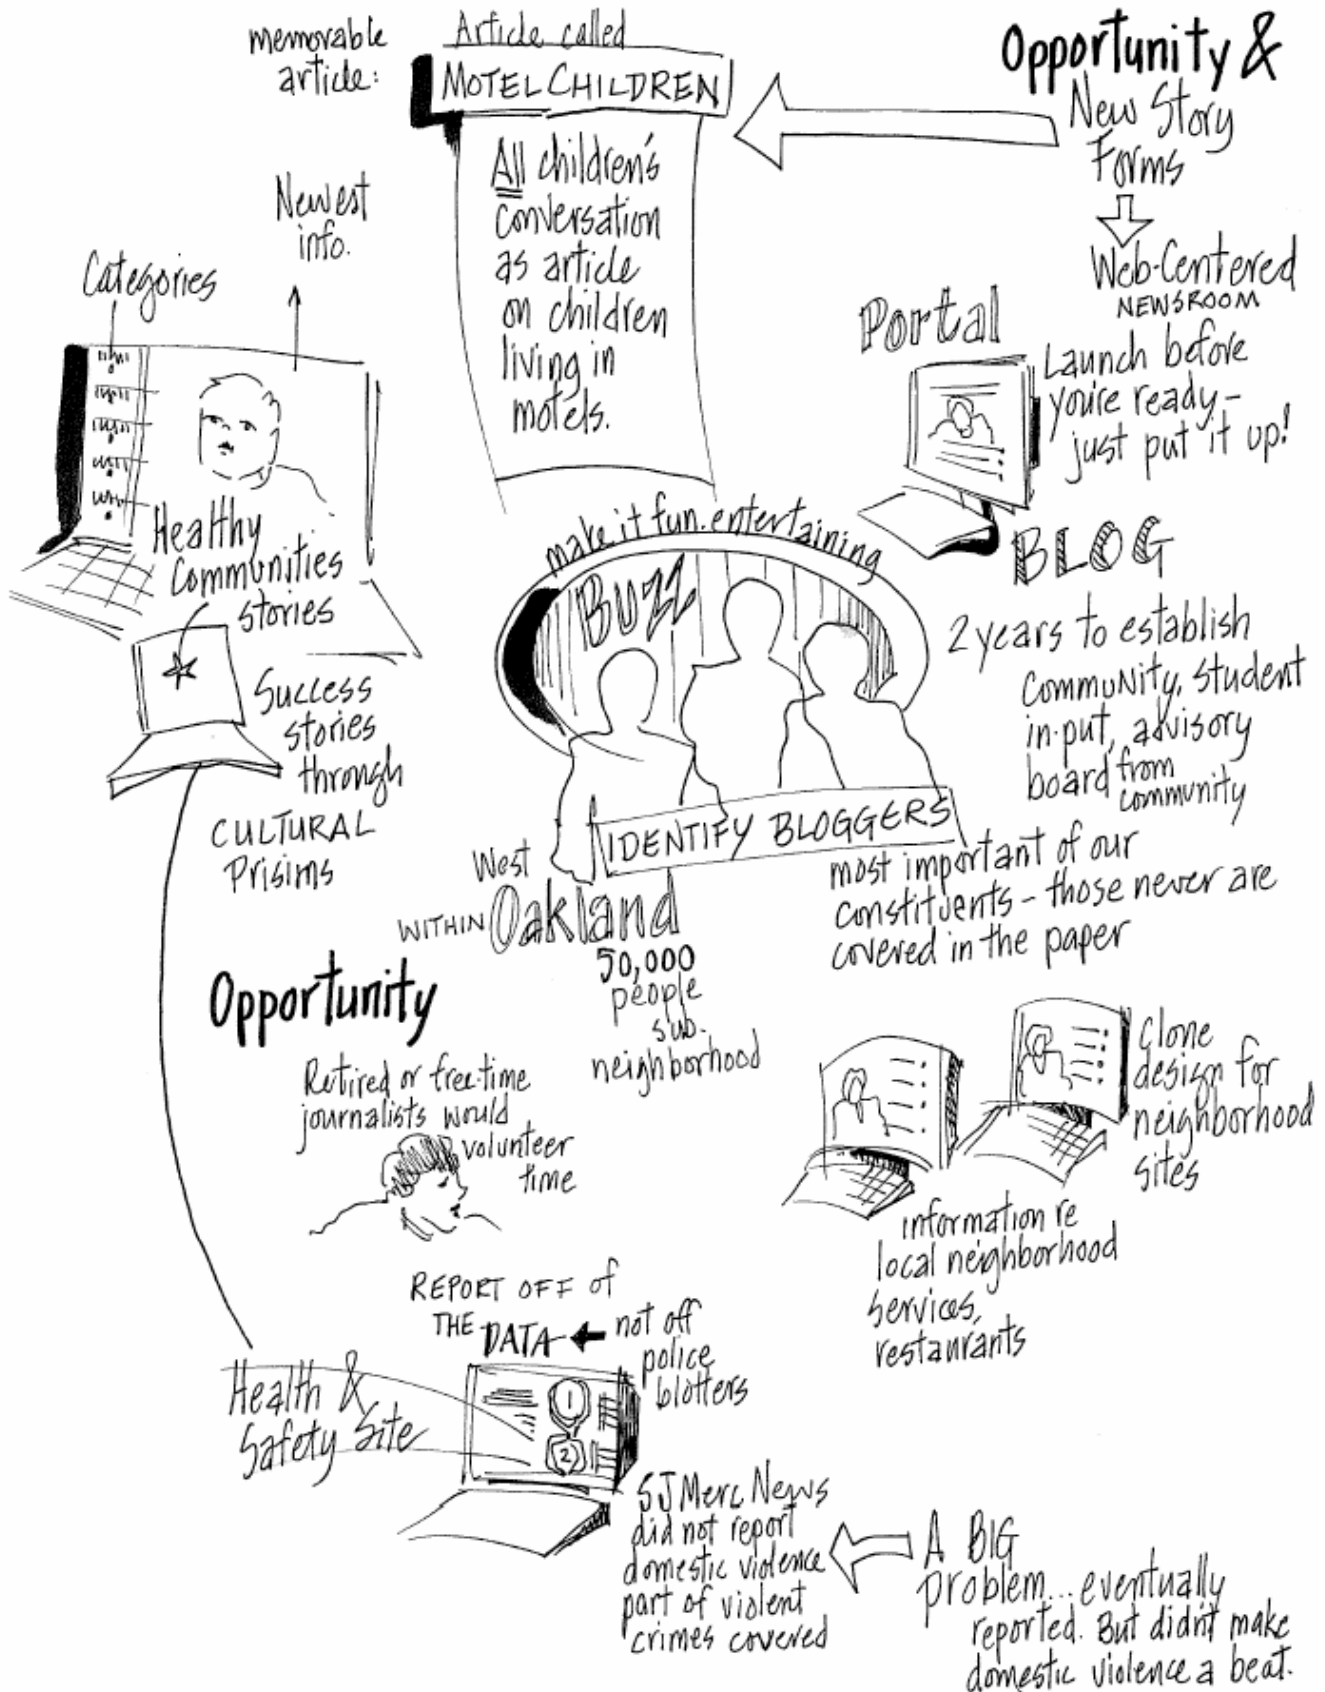 memorable
article:
Article called
MOTEL CHILDREN
All children's
conversation
as article
on children
living in
motels.
Opportunity &
New Story
Forms
Web-Centered
NEWSROOM
Launch before
you're ready -
just put it up!
Portal
BLOG
2 years to establish
community, student
in-put, advisory
board from
community
Newest
info.
Categories
Healthy
Communities
stories
Success
stories
through
CULTURAL
Prisims
make it fun. entertaining
BUZZ
IDENTIFY BLOGGERS
most important of our
constituents - those never are
covered in the paper
West
WITHIN Oakland
50,000
people
sub-
neighborhood
Opportunity
Retired or free-time
journalists would
volunteer
time
Clone
design for
neighborhood
sites
information re
local neighborhood
services,
restaurants
REPORT OFF of
THE DATA
not off
police
blotters
1
2
Health &
Safety Site
SJ Merc News
did not report
domestic violence
part of violent
crimes covered
A BIG
problem... eventually
reported. But didn't make
domestic violence a beat.